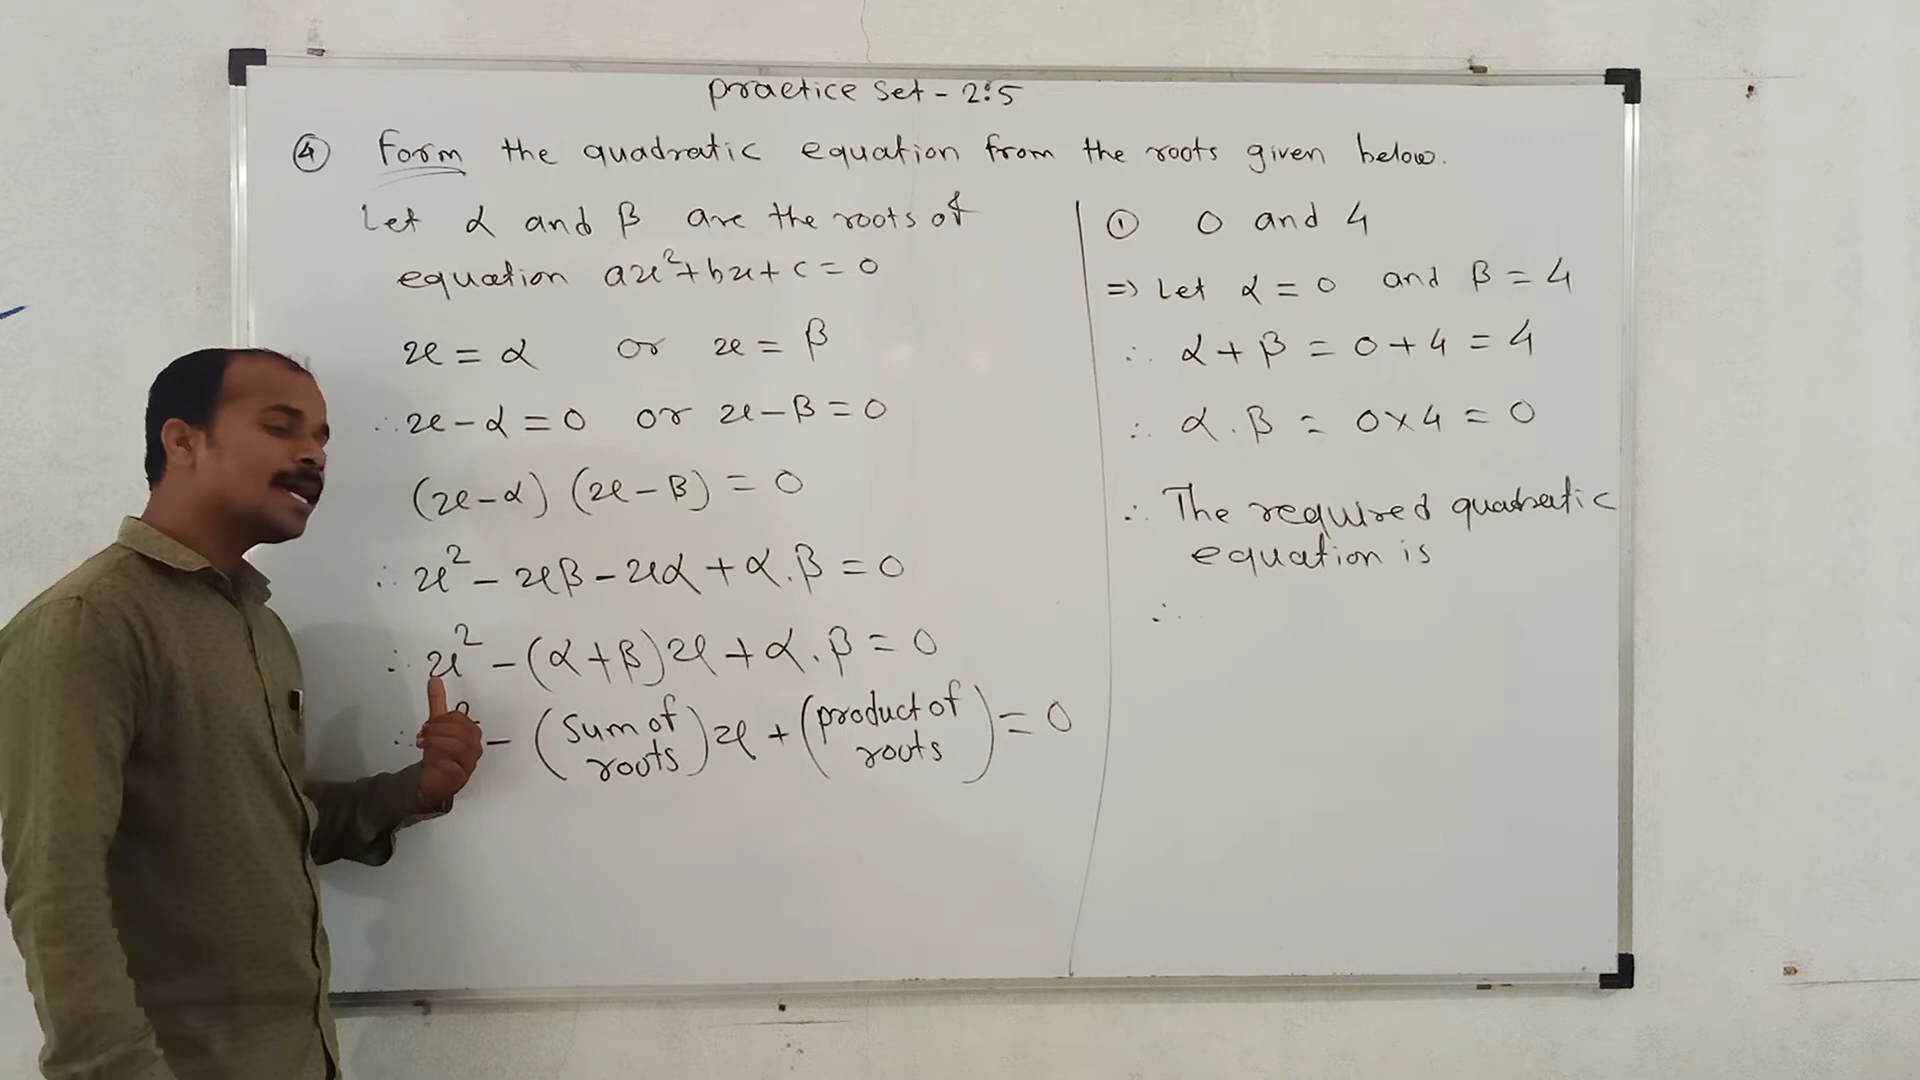 practice Set - 2:5
④ Form the quadratic equation from the roots given below.
Let α and β are the roots of
equation ax²+bx+c=0
x = α or x = β
∴ x-α=0 or x-β=0
(x-α) (x-β) = 0
∴ x² - xβ - xα + α.β = 0
∴ x² - (α+β)x + α.β = 0
∴ ² - (sum of roots)x + (product of roots) = 0
① 0 and 4
=> Let α = 0 and β = 4
∴ α + β = 0+4 = 4
∴ α . β = 0×4 = 0
∴ The required quadratic
equation is
∴